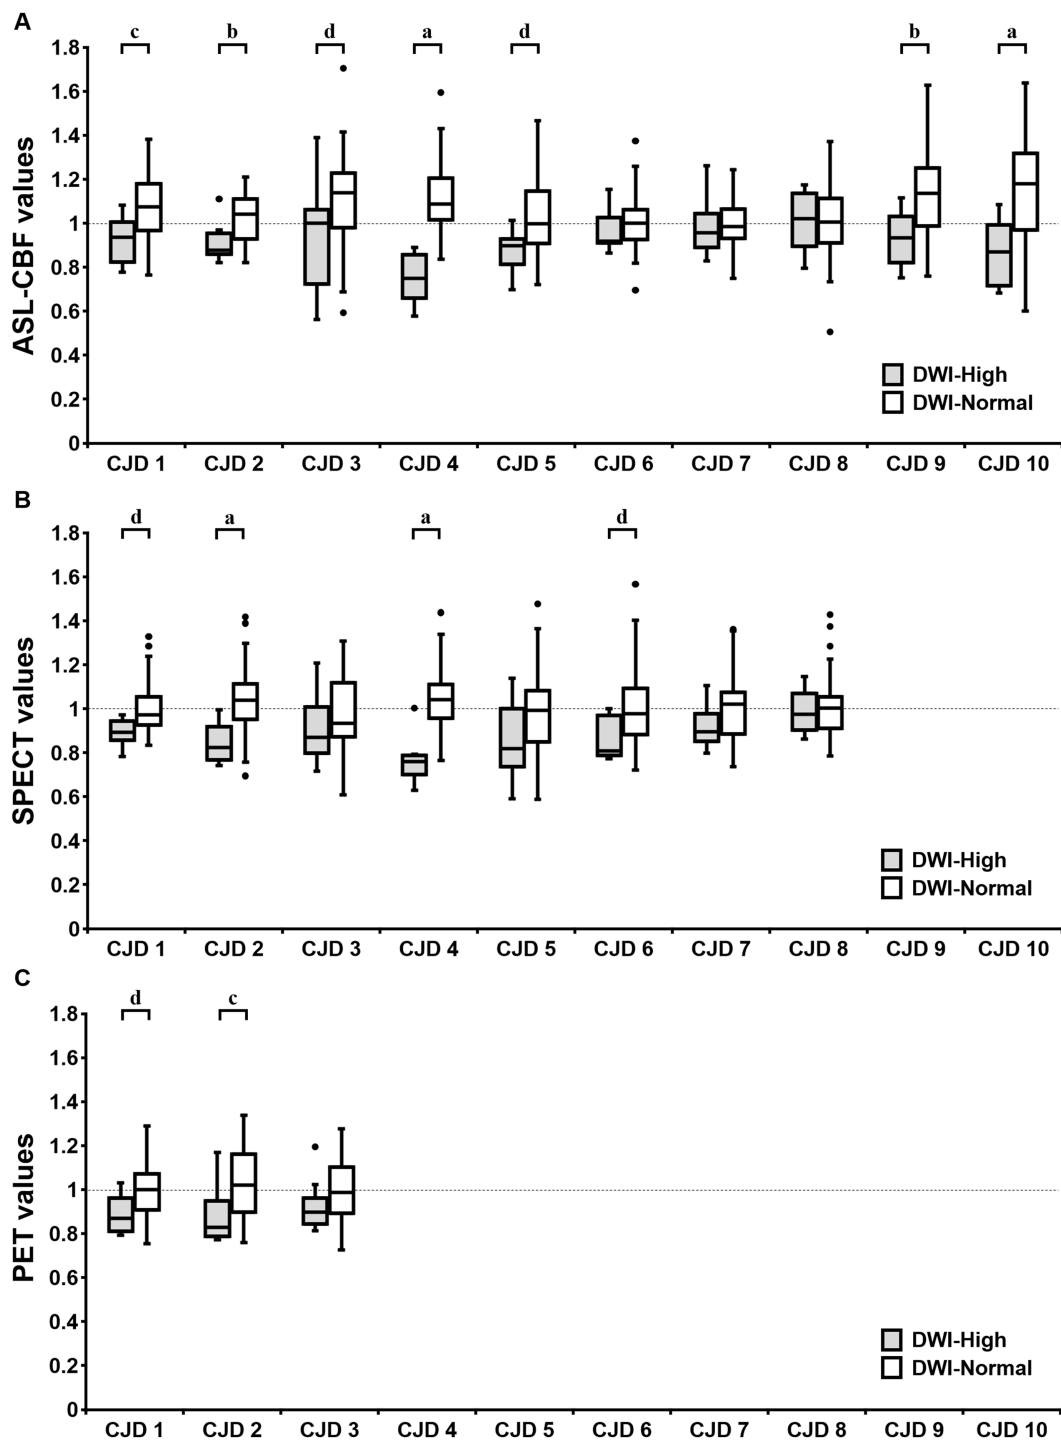 A
c b d a d b a
1.8
1.6
1.4
1.2
1
0.8
0.6
0.4
0.2
0
ASL-CBF values
DWI-High
DWI-Normal
CJD 1 CJD 2 CJD 3 CJD 4 CJD 5 CJD 6 CJD 7 CJD 8 CJD 9 CJD 10
B
d a a d
1.8
1.6
1.4
1.2
1
0.8
0.6
0.4
0.2
0
SPECT values
DWI-High
DWI-Normal
CJD 1 CJD 2 CJD 3 CJD 4 CJD 5 CJD 6 CJD 7 CJD 8 CJD 9 CJD 10
C
d c
1.8
1.6
1.4
1.2
1
0.8
0.6
0.4
0.2
0
PET values
DWI-High
DWI-Normal
CJD 1 CJD 2 CJD 3 CJD 4 CJD 5 CJD 6 CJD 7 CJD 8 CJD 9 CJD 10